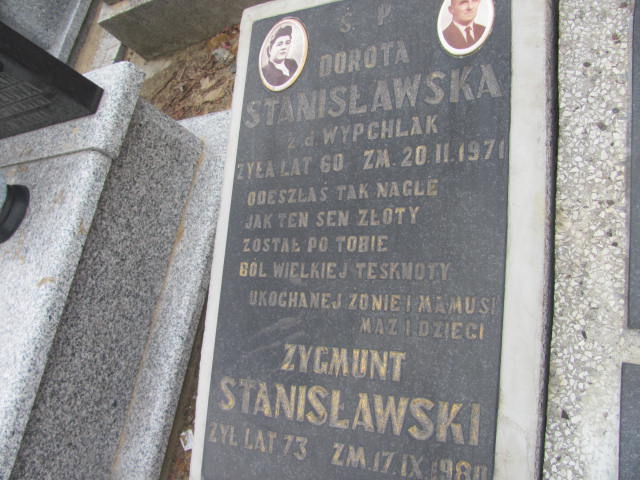 Ś. P.
DOROTA
STANISŁAWSKA
z d. WYPCHLAK
ŻYŁA LAT 60 ZM. 20.II.1971
ODESZŁAŚ TAK NAGLE
JAK TEN SEN ZŁOTY
ZOSTAŁ PO TOBIE
BÓL WIELKIEJ TĘSKNOTY
UKOCHANEJ ŻONIE I MAMUSI
MĄŻ I DZIECI
ZYGMUNT
STANISŁAWSKI
ŻYŁ LAT 73 ZM. 17.IX.1980